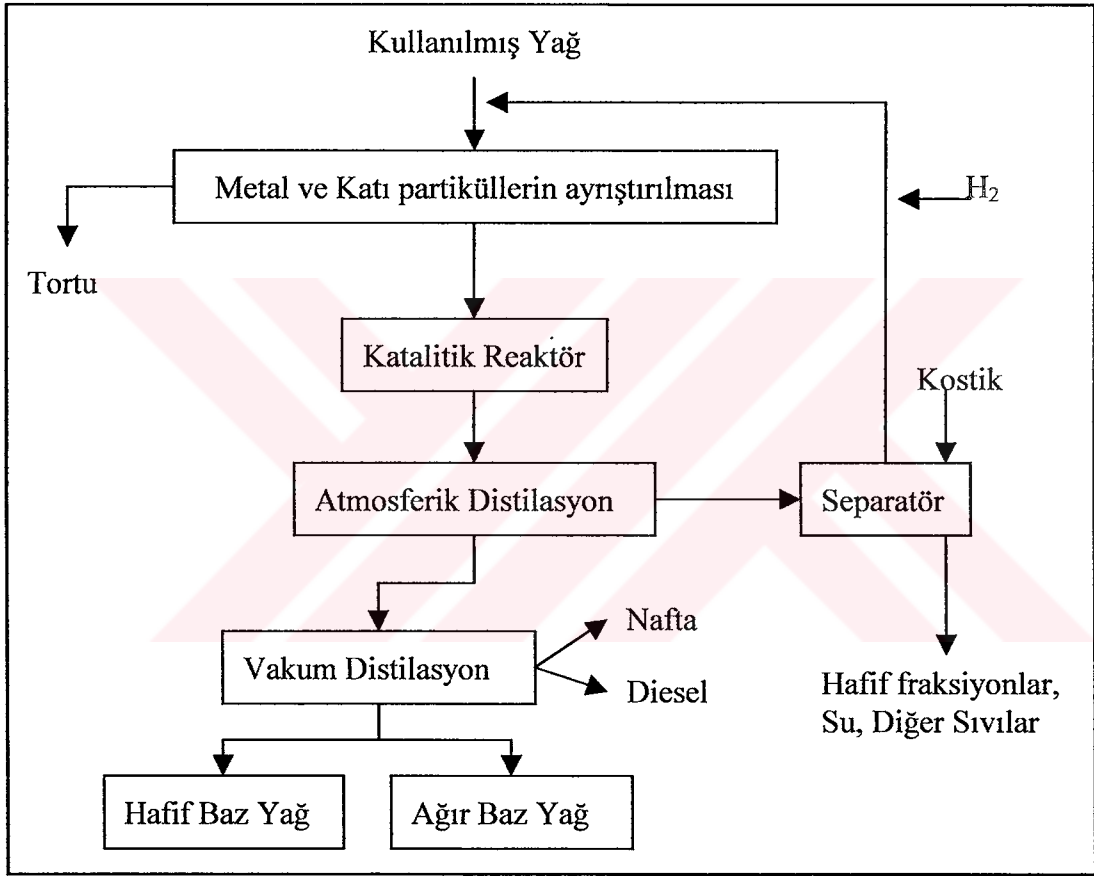 Kullanılmış Yağ
Metal ve Katı partiküllerin ayrıştırılması
H₂
Tortu
Katalitik Reaktör
Kostik
Atmosferik Distilasyon
Separatör
Nafta
Vakum Distilasyon
Diesel
Hafif fraksiyonlar,
Su, Diğer Sıvılar
Hafif Baz Yağ
Ağır Baz Yağ